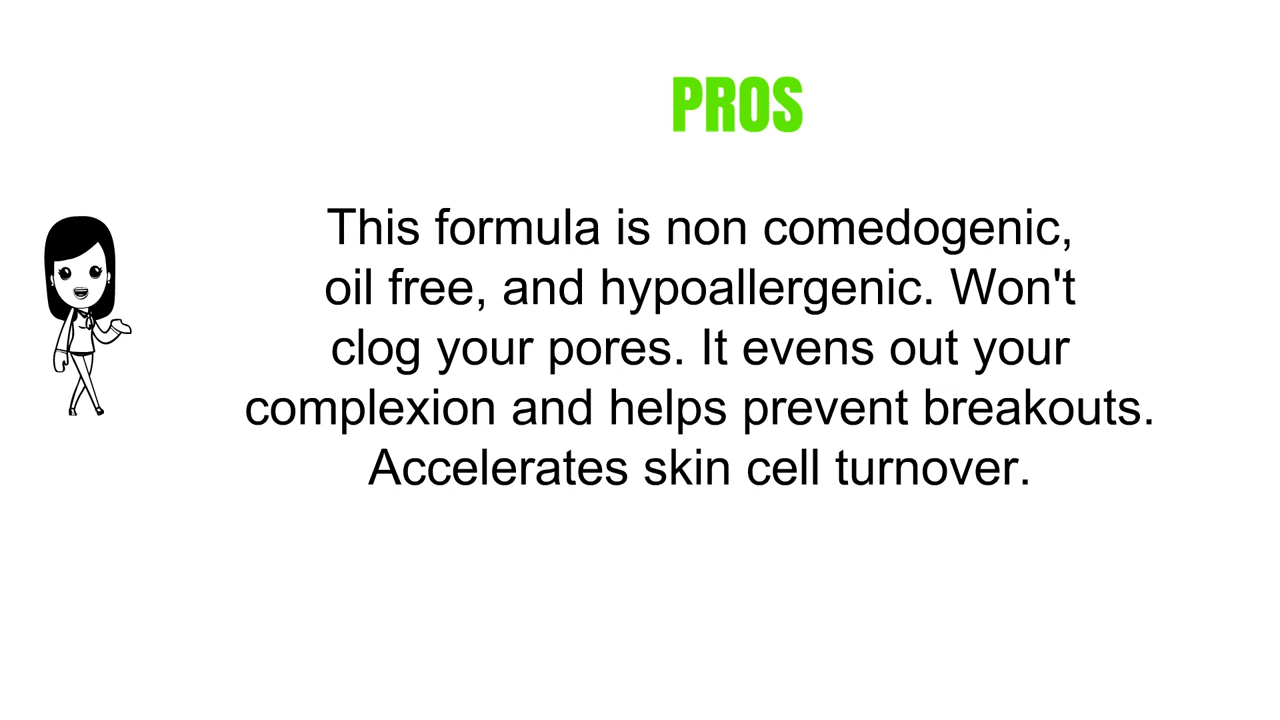 PROS
This formula is non comedogenic,
oil free, and hypoallergenic. Won't
clog your pores. It evens out your
complexion and helps prevent breakouts.
Accelerates skin cell turnover.